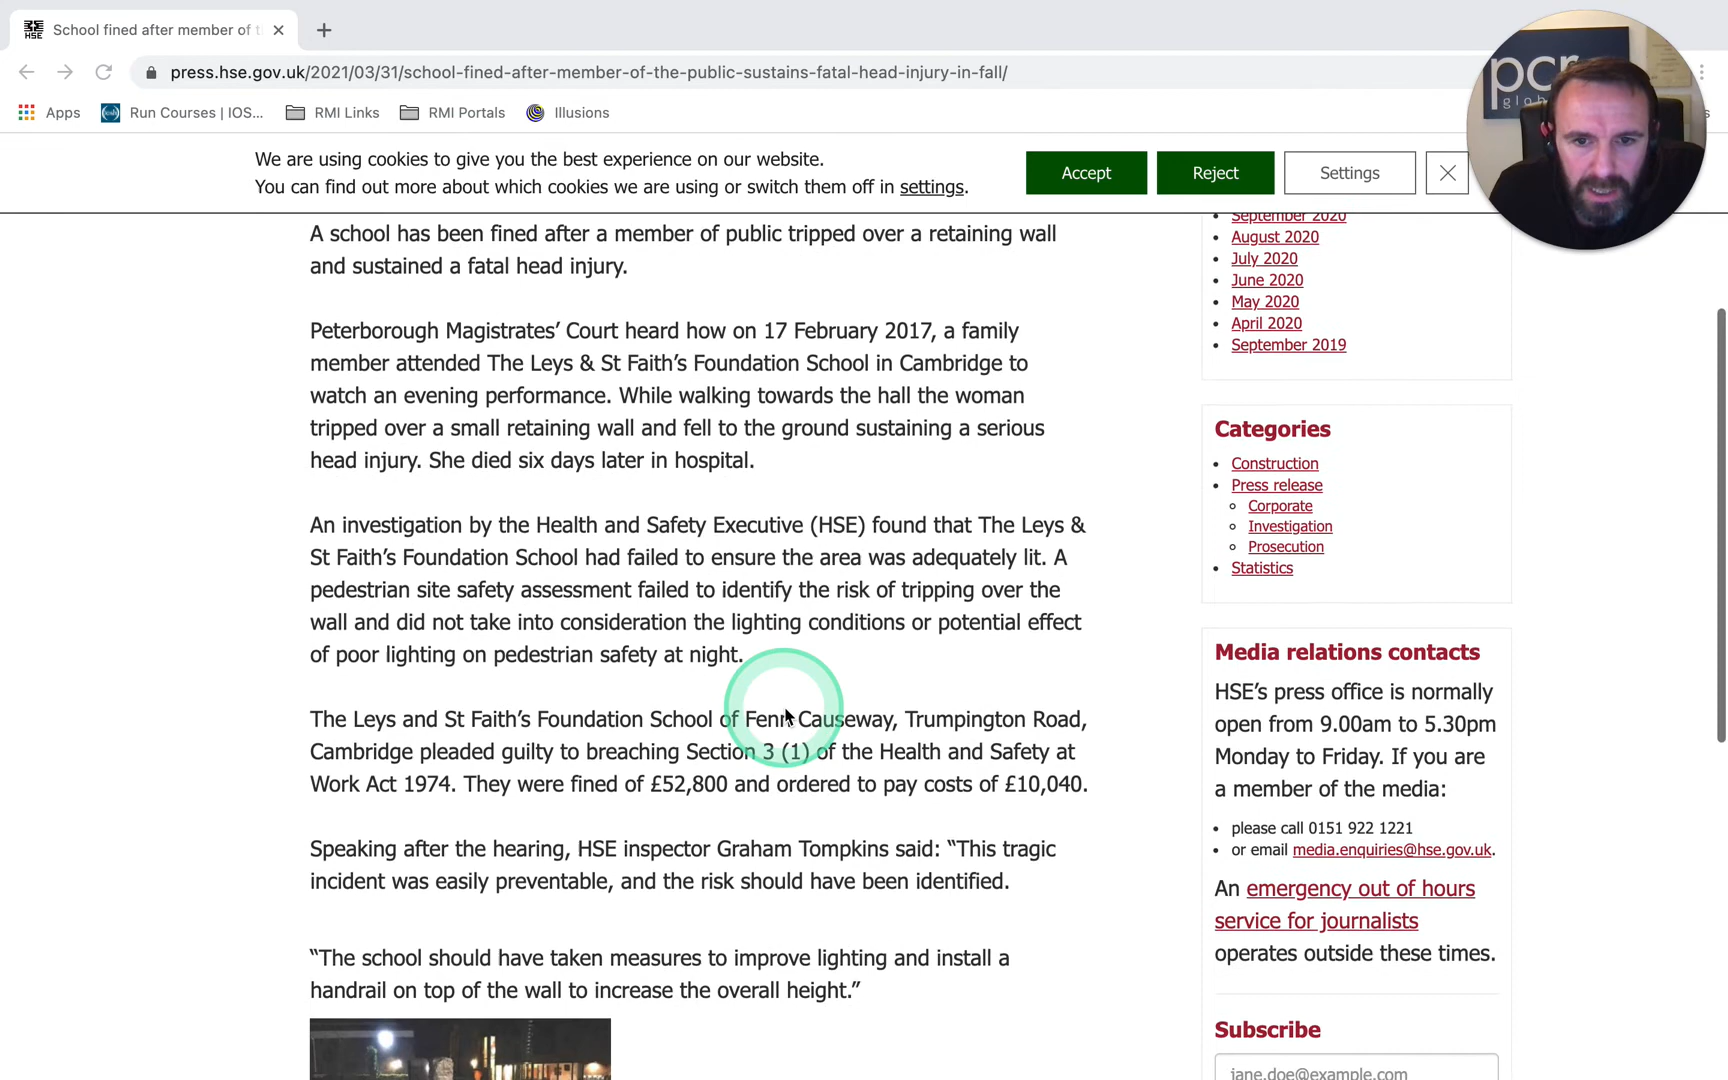 HSE
School fined after member of t
press.hse.gov.uk/2021/03/31/school-fined-after-member-of-the-public-sustains-fatal-head-injury-in-fall/
Apps
iosh
Run Courses | IOS...
RMI Links
RMI Portals
Illusions
pcr
global
We are using cookies to give you the best experience on our website.
You can find out more about which cookies we are using or switch them off in settings.
Accept
Reject
Settings
A school has been fined after a member of public tripped over a retaining wall
and sustained a fatal head injury.
Peterborough Magistrates’ Court heard how on 17 February 2017, a family
member attended The Leys & St Faith’s Foundation School in Cambridge to
watch an evening performance. While walking towards the hall the woman
tripped over a small retaining wall and fell to the ground sustaining a serious
head injury. She died six days later in hospital.
An investigation by the Health and Safety Executive (HSE) found that The Leys &
St Faith’s Foundation School had failed to ensure the area was adequately lit. A
pedestrian site safety assessment failed to identify the risk of tripping over the
wall and did not take into consideration the lighting conditions or potential effect
of poor lighting on pedestrian safety at night.
The Leys and St Faith’s Foundation School of Fenn Causeway, Trumpington Road,
Cambridge pleaded guilty to breaching Section 3 (1) of the Health and Safety at
Work Act 1974. They were fined of £52,800 and ordered to pay costs of £10,040.
Speaking after the hearing, HSE inspector Graham Tompkins said: “This tragic
incident was easily preventable, and the risk should have been identified.
“The school should have taken measures to improve lighting and install a
handrail on top of the wall to increase the overall height.”
September 2020
August 2020
July 2020
June 2020
May 2020
April 2020
September 2019
Categories
Construction
Press release
Corporate
Investigation
Prosecution
Statistics
Media relations contacts
HSE’s press office is normally
open from 9.00am to 5.30pm
Monday to Friday. If you are
a member of the media:
please call 0151 922 1221
or email media.enquiries@hse.gov.uk.
An emergency out of hours
service for journalists
operates outside these times.
Subscribe
jane.doe@example.com